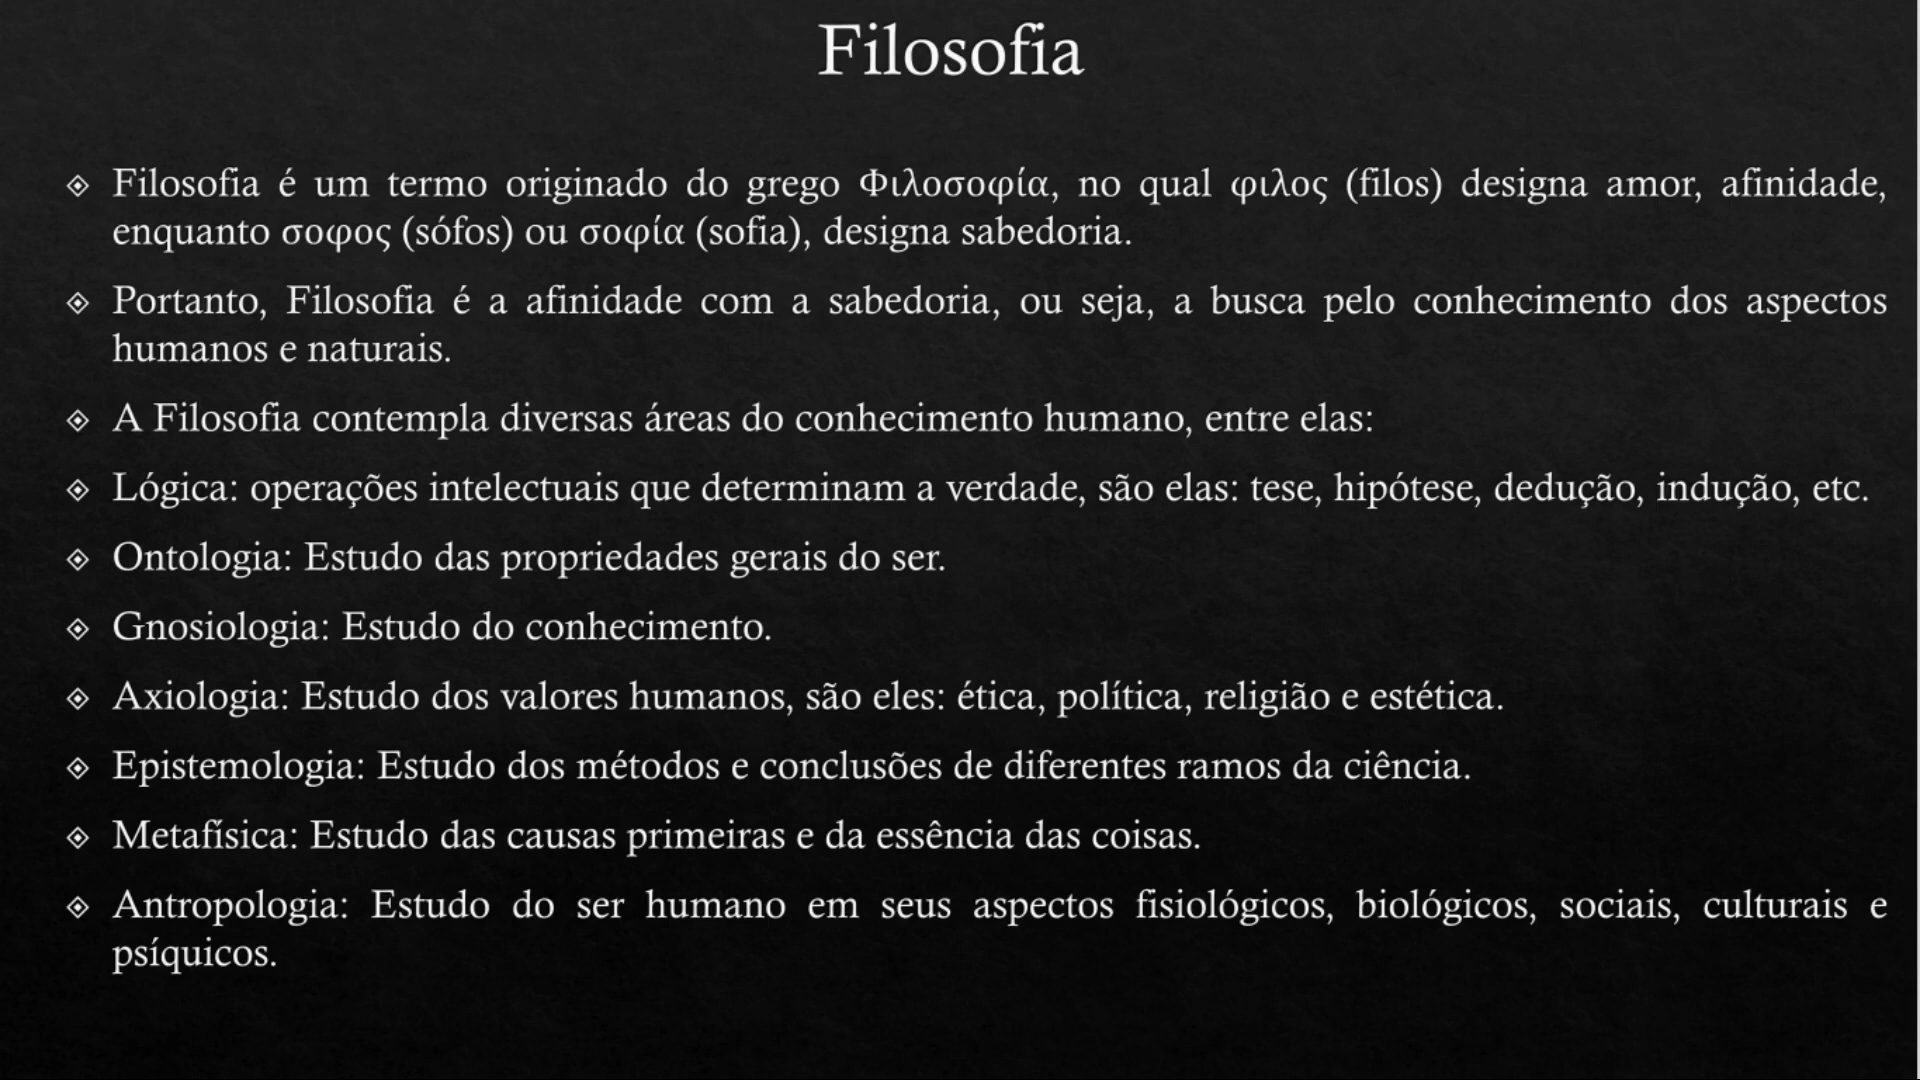 Filosofia
Filosofia é um termo originado do grego Φιλοσοφία, no qual φιλος (filos) designa amor, afinidade,
enquanto σοφος (sófos) ou σοφία (sofia), designa sabedoria.
Portanto, Filosofia é a afinidade com a sabedoria, ou seja, a busca pelo conhecimento dos aspectos
humanos e naturais.
A Filosofia contempla diversas áreas do conhecimento humano, entre elas:
Lógica: operações intelectuais que determinam a verdade, são elas: tese, hipótese, dedução, indução, etc.
Ontologia: Estudo das propriedades gerais do ser.
Gnosiologia: Estudo do conhecimento.
Axiologia: Estudo dos valores humanos, são eles: ética, política, religião e estética.
Epistemologia: Estudo dos métodos e conclusões de diferentes ramos da ciência.
Metafísica: Estudo das causas primeiras e da essência das coisas.
Antropologia: Estudo do ser humano em seus aspectos fisiológicos, biológicos, sociais, culturais e
psíquicos.